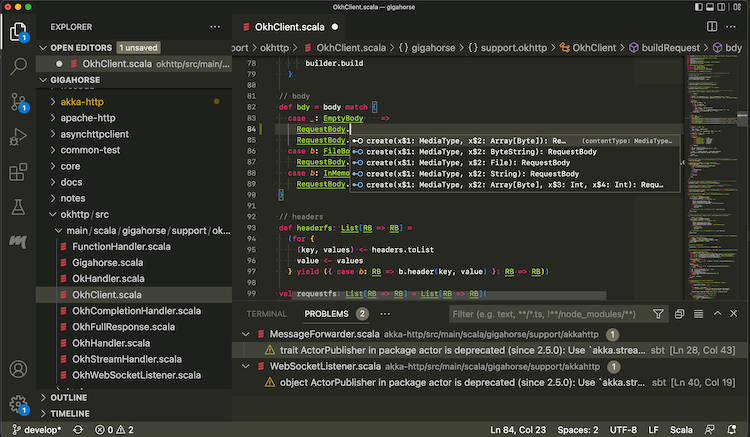 OkhClient.scala — gigahorse
EXPLORER
OPEN EDITORS 1 unsaved
OkhClient.scala okhttp/src/main/...
GIGAHORSE
akka-http
apache-http
asynchttpclient
common-test
core
docs
notes
okhttp / src
main / scala / gigahorse / support / ok...
FunctionHandler.scala
Gigahorse.scala
OkHandler.scala
OkhClient.scala
OkhCompletionHandler.scala
OkhFullResponse.scala
OkhHandler.scala
OkhStreamHandler.scala
OkhWebSocketListener.scala
OUTLINE
TIMELINE
1
1
1
OkhClient.scala
port › okhttp › OkhClient.scala › {} gigahorse › {} support.okhttp › OkhClient › buildRequest › bdy
78 builder.build
79 }
80
81 // body
82 def bdy = body match {
83 case _: EmptyBody =>
84 RequestBody.
85 RequestBody.
86 case b: FileBo
87 RequestBody.
88 case b: InMemo
89 RequestBody.
90 }
91
92 // headers
93 def headerfs: List[RB => RB] =
94 (for {
95 (key, values) <- headers.toList
96 value <- values
97 } yield ({ case b: RB => b.header(key, value) }: RB => RB))
98
99 val requestfs: List[RB => RB] = List[RB => RB](
create(x$1: MediaType, x$2: Array[Byte]): Re... (contentType: MediaType...
create(x$1: MediaType, x$2: ByteString): RequestBody
create(x$1: MediaType, x$2: File): RequestBody
create(x$1: MediaType, x$2: String): RequestBody
create(x$1: MediaType, x$2: Array[Byte], x$3: Int, x$4: Int): Requ...
TERMINAL PROBLEMS 2 Filter (e.g. text, **/*.ts, !**/node_modules/**)
MessageForwarder.scala akka-http/src/main/scala/gigahorse/support/akkahttp 1
trait ActorPublisher in package actor is deprecated (since 2.5.0): Use `akka.strea... sbt [Ln 28, Col 43]
WebSocketListener.scala akka-http/src/main/scala/gigahorse/support/akkahttp 1
object ActorPublisher in package actor is deprecated (since 2.5.0): Use `akka.str... sbt [Ln 40, Col 19]
develop* 0 2 Ln 84, Col 23 Spaces: 2 UTF-8 LF Scala